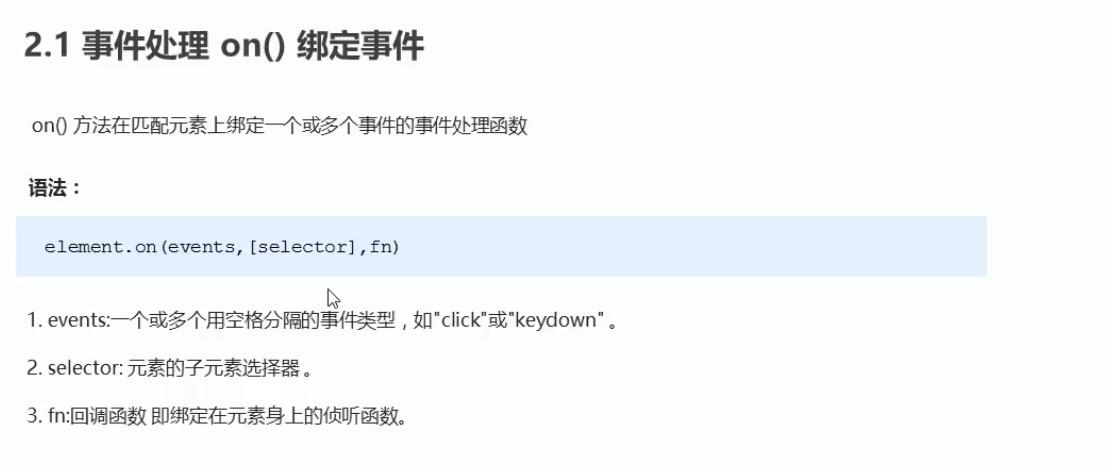 2.1 事件处理 on() 绑定事件
on() 方法在匹配元素上绑定一个或多个事件的事件处理函数
语法：
element.on(events,[selector],fn)
1. events:一个或多个用空格分隔的事件类型，如"click"或"keydown" 。
2. selector: 元素的子元素选择器 。
3. fn:回调函数 即绑定在元素身上的侦听函数。